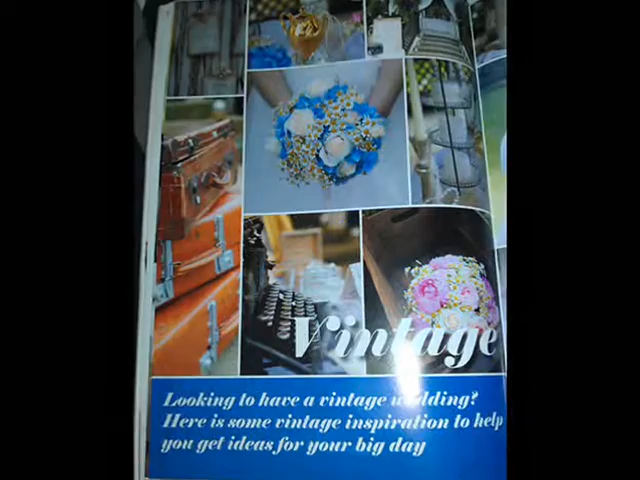 Vintage
Looking to have a vintage wedding?
Here is some vintage inspiration to help
you get ideas for your big day